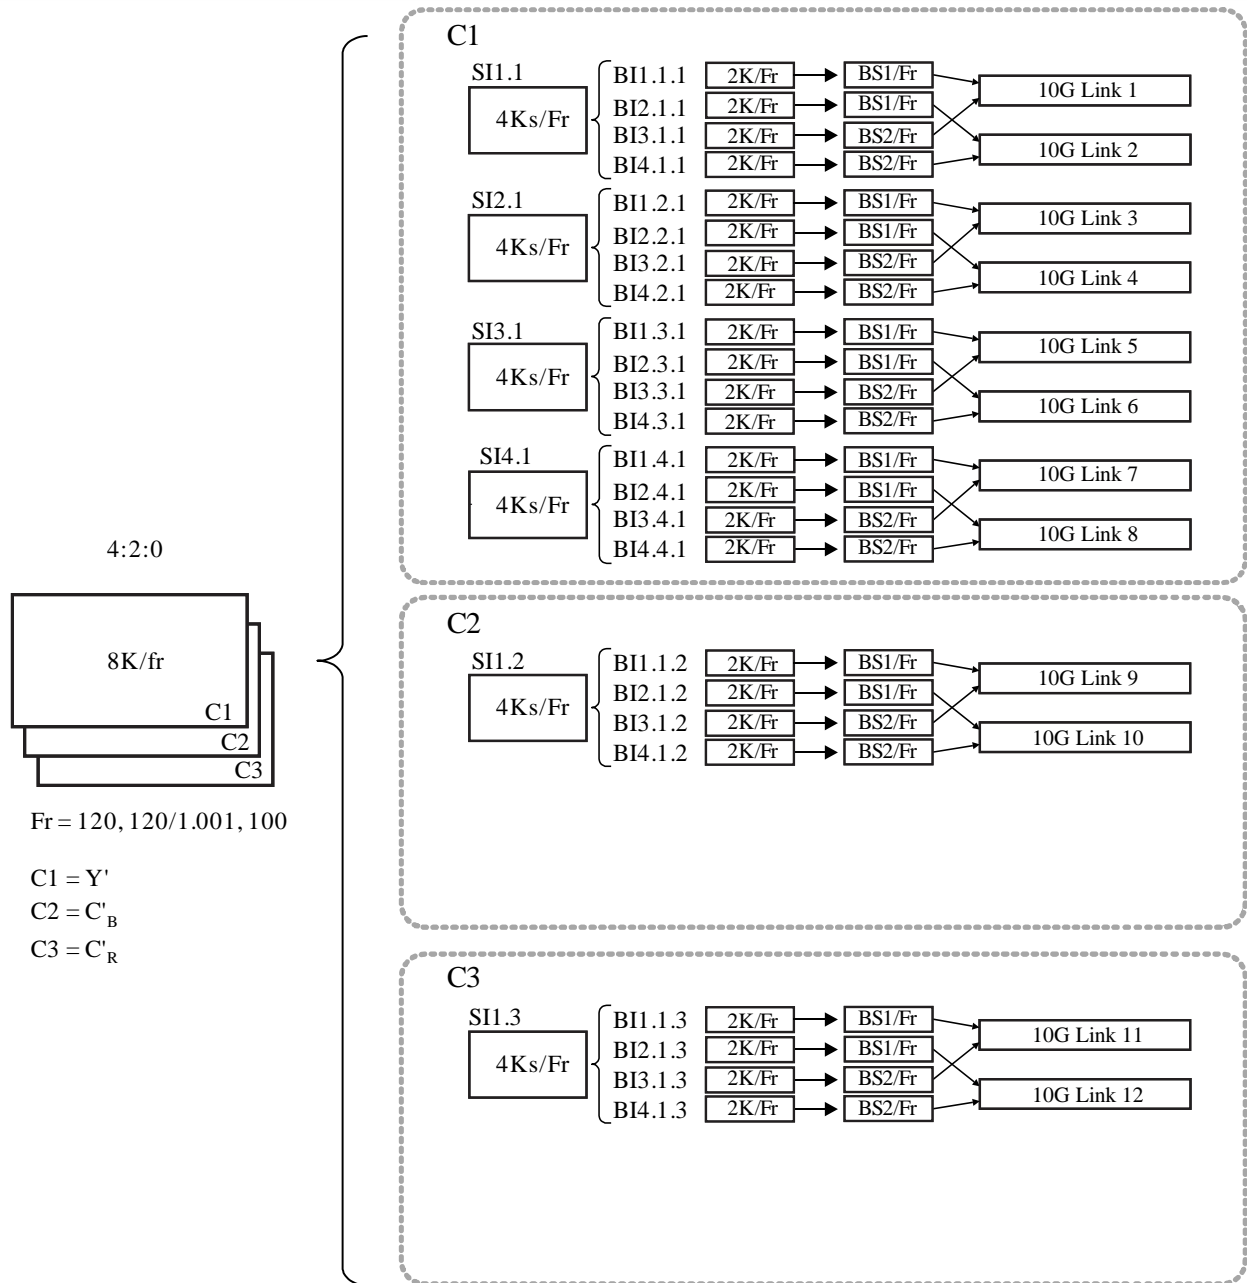 4:2:0
8K/fr
C1
C2
C3
Fr = 120, 120/1.001, 100
C1 = Y'
C2 = C'B
C3 = C'R
C1
SI1.1
4Ks/Fr
BI1.1.1 2K/Fr BS1/Fr
BI2.1.1 2K/Fr BS1/Fr
BI3.1.1 2K/Fr BS2/Fr
BI4.1.1 2K/Fr BS2/Fr
10G Link 1
10G Link 2
SI2.1
4Ks/Fr
BI1.2.1 2K/Fr BS1/Fr
BI2.2.1 2K/Fr BS1/Fr
BI3.2.1 2K/Fr BS2/Fr
BI4.2.1 2K/Fr BS2/Fr
10G Link 3
10G Link 4
SI3.1
4Ks/Fr
BI1.3.1 2K/Fr BS1/Fr
BI2.3.1 2K/Fr BS1/Fr
BI3.3.1 2K/Fr BS2/Fr
BI4.3.1 2K/Fr BS2/Fr
10G Link 5
10G Link 6
SI4.1
4Ks/Fr
BI1.4.1 2K/Fr BS1/Fr
BI2.4.1 2K/Fr BS1/Fr
BI3.4.1 2K/Fr BS2/Fr
BI4.4.1 2K/Fr BS2/Fr
10G Link 7
10G Link 8
C2
SI1.2
4Ks/Fr
BI1.1.2 2K/Fr BS1/Fr
BI2.1.2 2K/Fr BS1/Fr
BI3.1.2 2K/Fr BS2/Fr
BI4.1.2 2K/Fr BS2/Fr
10G Link 9
10G Link 10
C3
SI1.3
4Ks/Fr
BI1.1.3 2K/Fr BS1/Fr
BI2.1.3 2K/Fr BS1/Fr
BI3.1.3 2K/Fr BS2/Fr
BI4.1.3 2K/Fr BS2/Fr
10G Link 11
10G Link 12